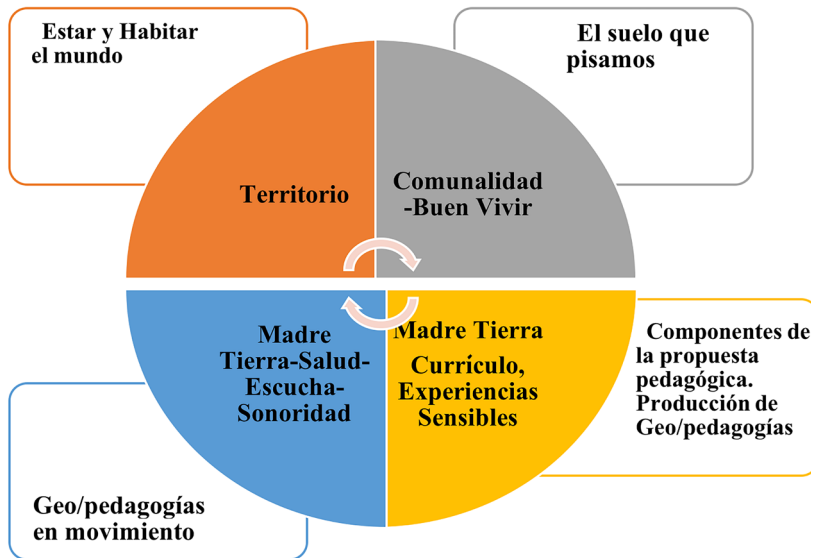 Estar y Habitar
el mundo
El suelo que
pisamos
Territorio
Comunalidad
-Buen Vivir
Madre
Tierra-Salud-
Escucha-
Sonoridad
Madre Tierra
Currículo,
Experiencias
Sensibles
Componentes de
la propuesta
pedagógica.
Producción de
Geo/pedagogías
Geo/pedagogías
en movimiento